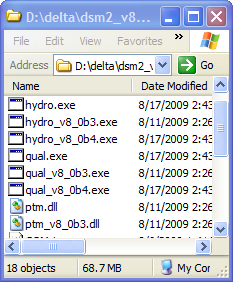 D:\delta\dsm2_v8...
File Edit View Favorites »
Address D:\delta\dsm2_v Go
Name Date Modified
hydro.exe 8/17/2009 2:43
hydro_v8_0b3.exe 8/11/2009 2:26
hydro_v8_0b4.exe 8/17/2009 2:43
qual.exe 8/17/2009 2:43
qual_v8_0b3.exe 8/11/2009 2:26
qual_v8_0b4.exe 8/17/2009 2:43
ptm.dll 8/11/2009 2:26
ptm_v8_0b3.dll 8/11/2009 2:26
18 objects 68.7 MB My Cor